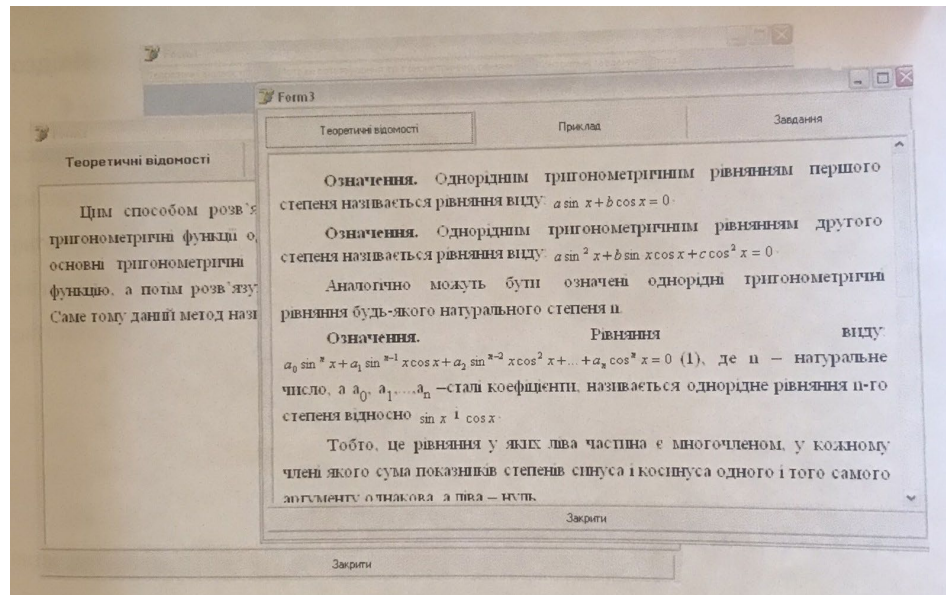 Form3
Теоретичні відомості Приклад Завдання
Означення. Однорідним тригонометричним рівнянням першого
степеня називається рівняння виду: a sin x + b cos x = 0.
Означення. Однорідним тригонометричним рівнянням другого
степеня називається рівняння виду: a sin² x + b sin x cos x + c cos² x = 0.
Аналогічно можуть бути означені однорідні тригонометричні
рівняння будь-якого натурального степеня n.
Означення. Рівняння виду:
a₀ sinⁿ x + a₁ sinⁿ⁻¹ x cos x + a₂ sinⁿ⁻² x cos² x + ... + aₙ cosⁿ x = 0 (1), де n – натуральне
число, а a₀, a₁,...,aₙ –сталі коефіцієнти, називається однорідне рівняння n-го
степеня відносно sin x і cos x.
Тобто, це рівняння у яких ліва частина є многочленом, у кожному
члені якого сума показників степенів синуса і косинуса одного і того самого
аргументу однакова, а ліва – нуль
Закрити
Теоретичні відомості
Цим способом розв`я
тригонометричні функції о
основні тригонометричні
функцію, а потім розв`язу
Саме тому даний метод наз
Закрити